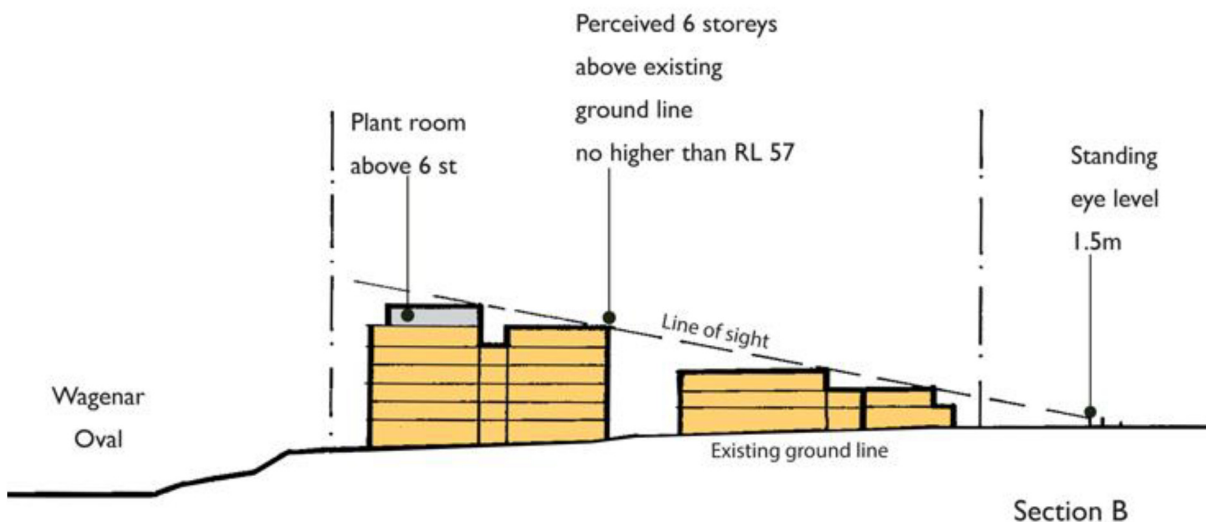 Perceived 6 storeys
above existing
ground line
no higher than RL 57
Plant room
above 6 st
Standing
eye level
1.5m
Line of sight
Wagenar
Oval
Existing ground line
Section B